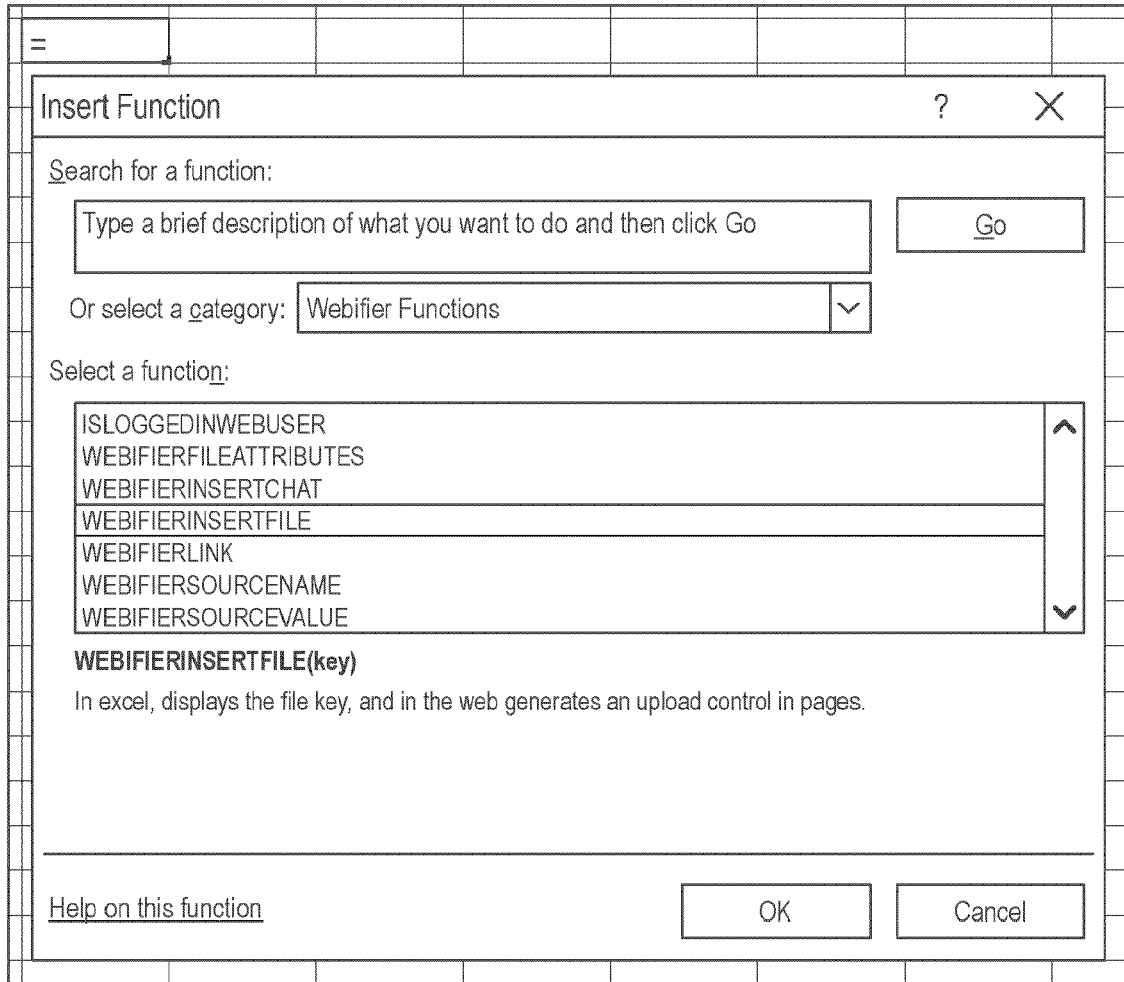 =
Insert Function ? X
Search for a function:
Type a brief description of what you want to do and then click Go
Go
Or select a category: Webifier Functions
Select a function:
ISLOGGEDINWEBUSER
WEBIFIERFILEATTRIBUTES
WEBIFIERINSERTCHAT
WEBIFIERINSERTFILE
WEBIFIERLINK
WEBIFIERSOURCENAME
WEBIFIERSOURCEVALUE
WEBIFIERINSERTFILE(key)
In excel, displays the file key, and in the web generates an upload control in pages.
Help on this function
OK
Cancel